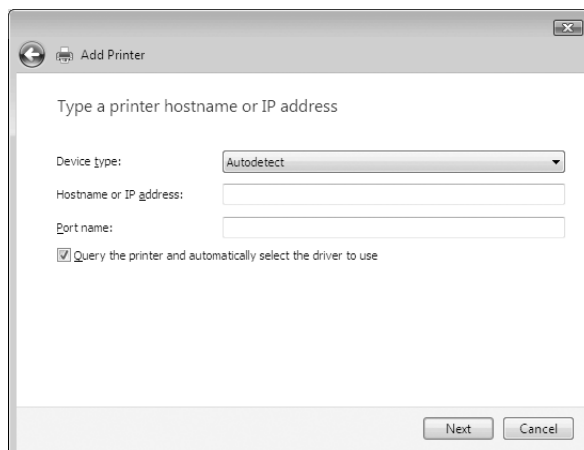 Add Printer
Type a printer hostname or IP address
Device type:
Autodetect
Hostname or IP address:
Port name:
Query the printer and automatically select the driver to use
Next
Cancel